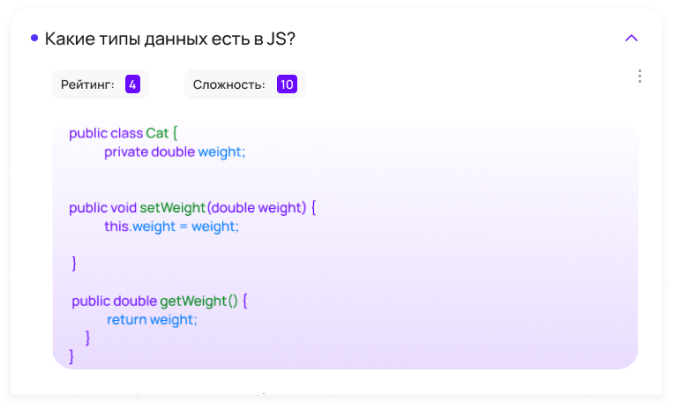 Какие типы данных есть в JS?
Рейтинг: 4 Сложность: 10
public class Cat {
private double weight;
public void setWeight(double weight) {
this.weight = weight;
}
public double getWeight() {
return weight;
}
}